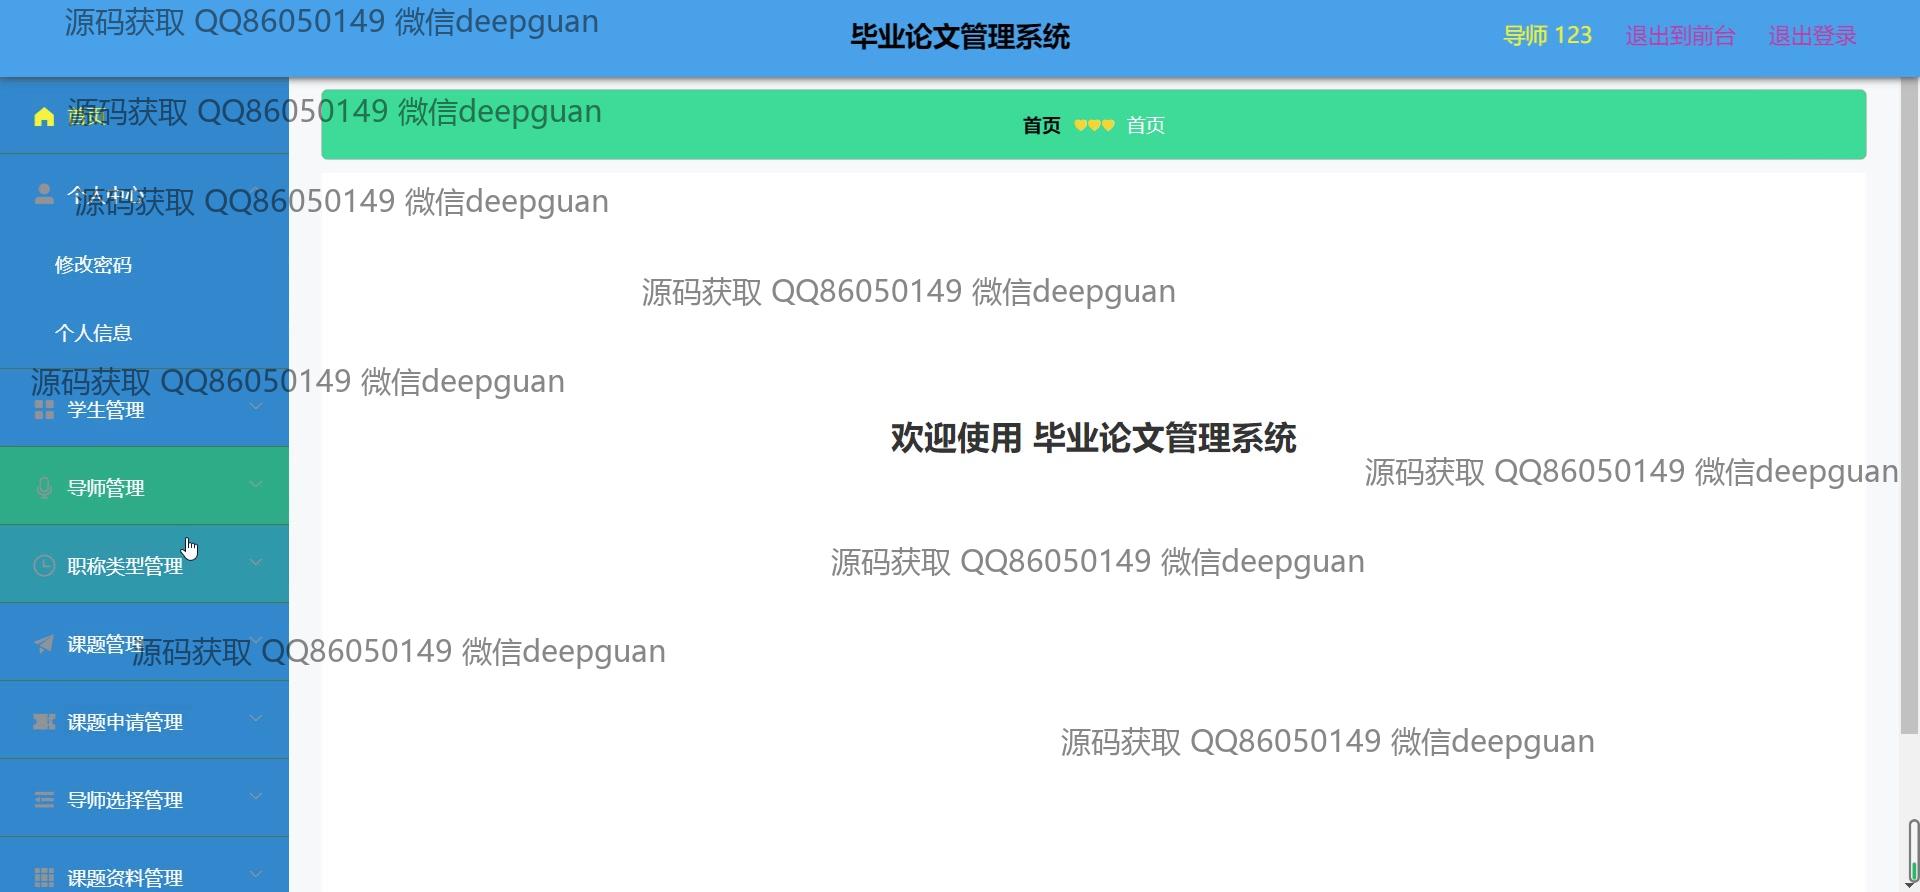 源码获取 QQ86050149 微信deepguan
毕业论文管理系统
导师 123
退出到前台
退出登录
首页
源码获取 QQ86050149 微信deepguan
首页 首页
个人中心
源码获取 QQ86050149 微信deepguan
修改密码
源码获取 QQ86050149 微信deepguan
个人信息
源码获取 QQ86050149 微信deepguan
学生管理
欢迎使用 毕业论文管理系统
源码获取 QQ86050149 微信deepguan
导师管理
源码获取 QQ86050149 微信deepguan
职称类型管理
课题管理
源码获取 QQ86050149 微信deepguan
课题申请管理
源码获取 QQ86050149 微信deepguan
导师选择管理
课题资料管理